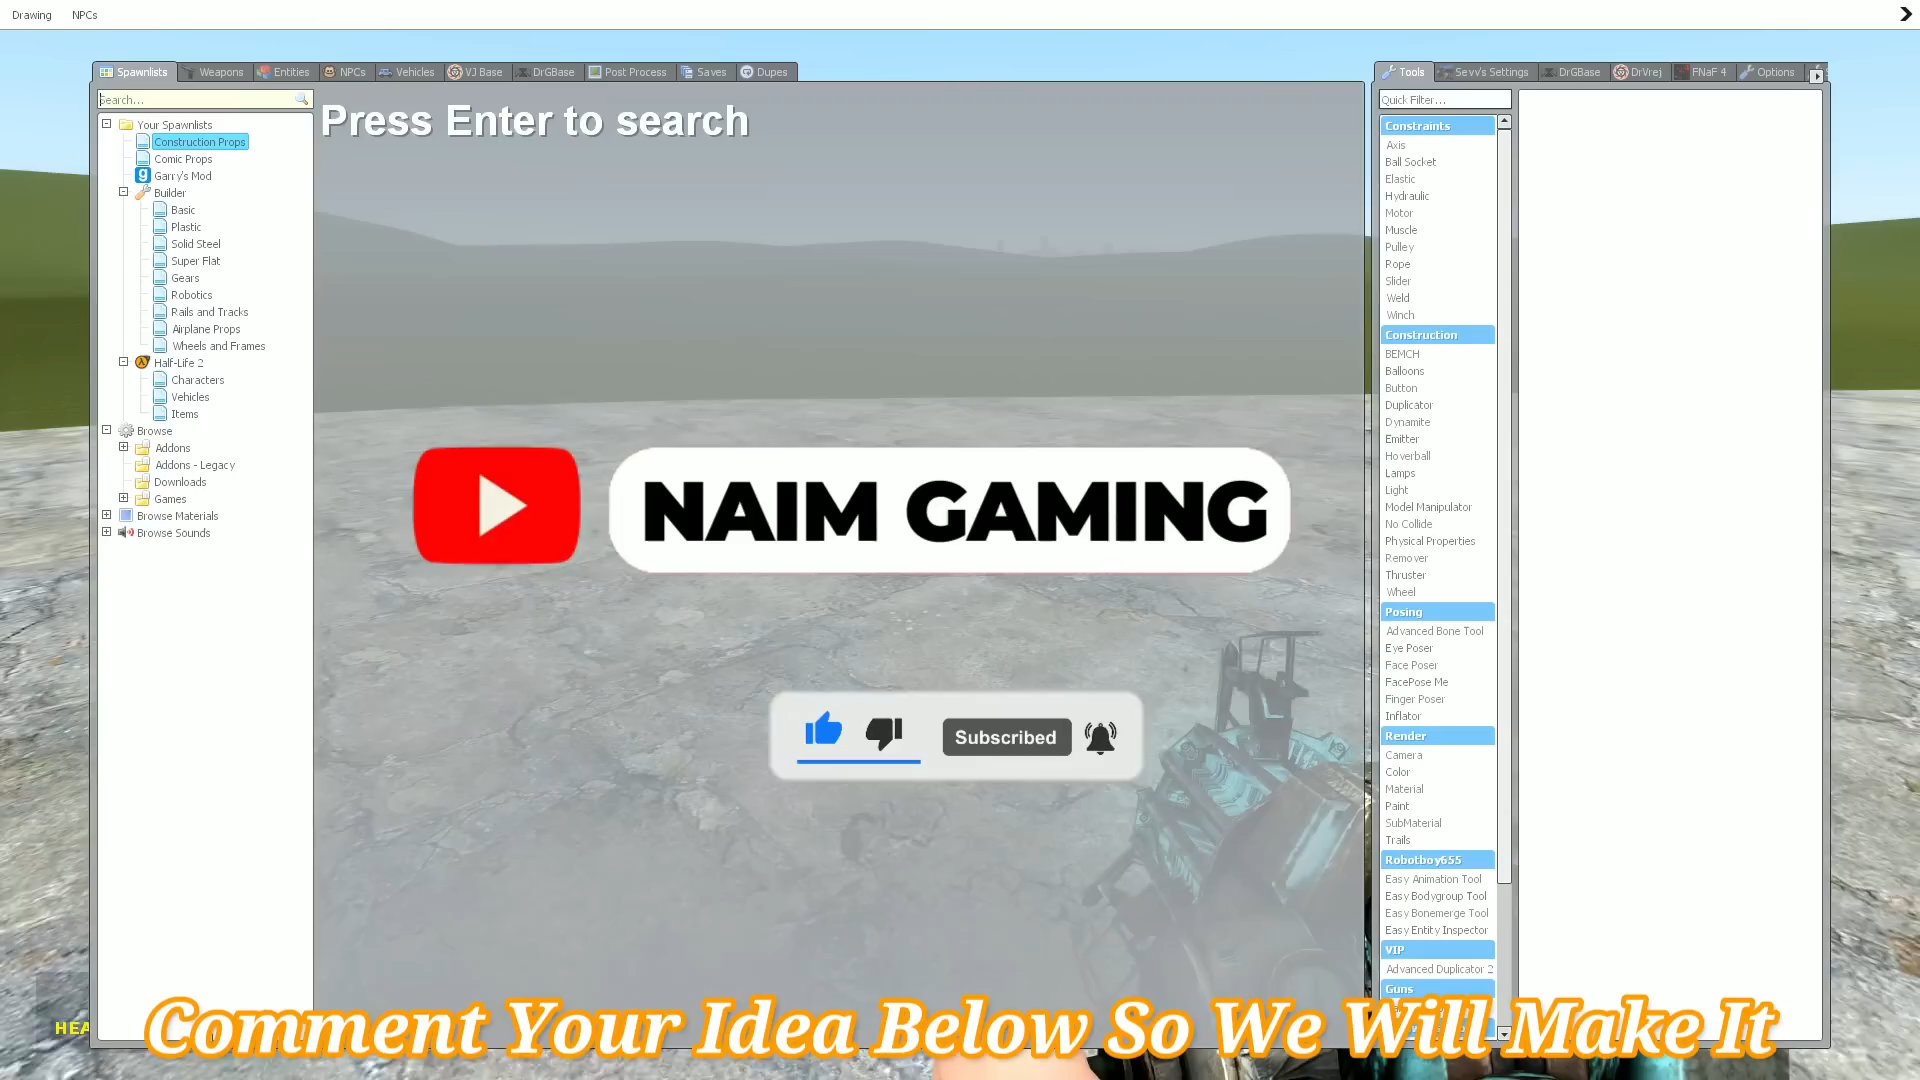 Drawing NPCs
Spawnlists Weapons Entities NPCs Vehicles VJ Base DrGBase Post Process Saves Dupes
Tools Sevv's Settings DrGBase DrVrej FNaF 4 Options
Search...
Press Enter to search
Your Spawnlists
Construction Props
Comic Props
Garry's Mod
Builder
Basic
Plastic
Solid Steel
Super Flat
Gears
Robotics
Rails and Tracks
Airplane Props
Wheels and Frames
Half-Life 2
Characters
Vehicles
Items
Browse
Addons
Addons - Legacy
Downloads
Games
Browse Materials
Browse Sounds
NAIM GAMING
Subscribed
Quick Filter...
Constraints
Axis
Ball Socket
Elastic
Hydraulic
Motor
Muscle
Pulley
Rope
Slider
Weld
Winch
Construction
BEMCH
Balloons
Button
Duplicator
Dynamite
Emitter
Hoverball
Lamps
Light
Model Manipulator
No Collide
Physical Properties
Remover
Thruster
Wheel
Posing
Advanced Bone Tool
Eye Poser
Face Poser
FacePose Me
Finger Poser
Inflator
Render
Camera
Color
Material
Paint
SubMaterial
Trails
Robotboy655
Easy Animation Tool
Easy Bodygroup Tool
Easy Bonemerge Tool
Easy Entity Inspector
VIP
Advanced Duplicator 2
Guns
HEA
Comment Your Idea Below So We Will Make It